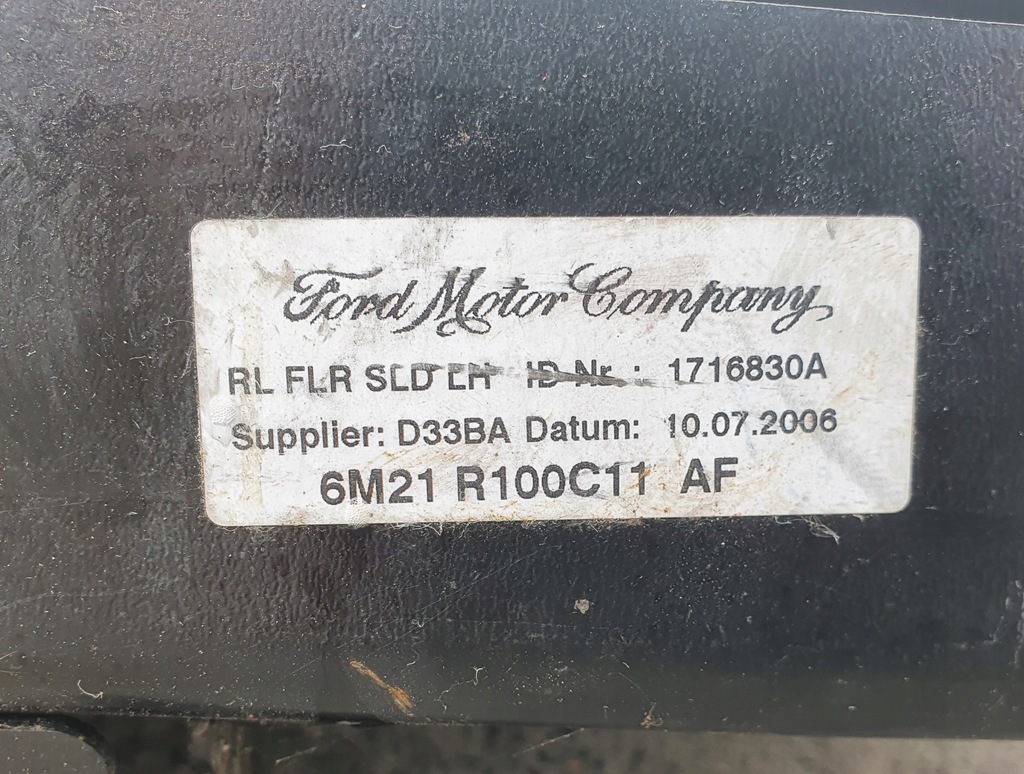 Ford Motor Company
RL FLR SLD LH ID Nr.: 1716830A
Supplier: D33BA Datum: 10.07.2006
6M21 R100C11 AF